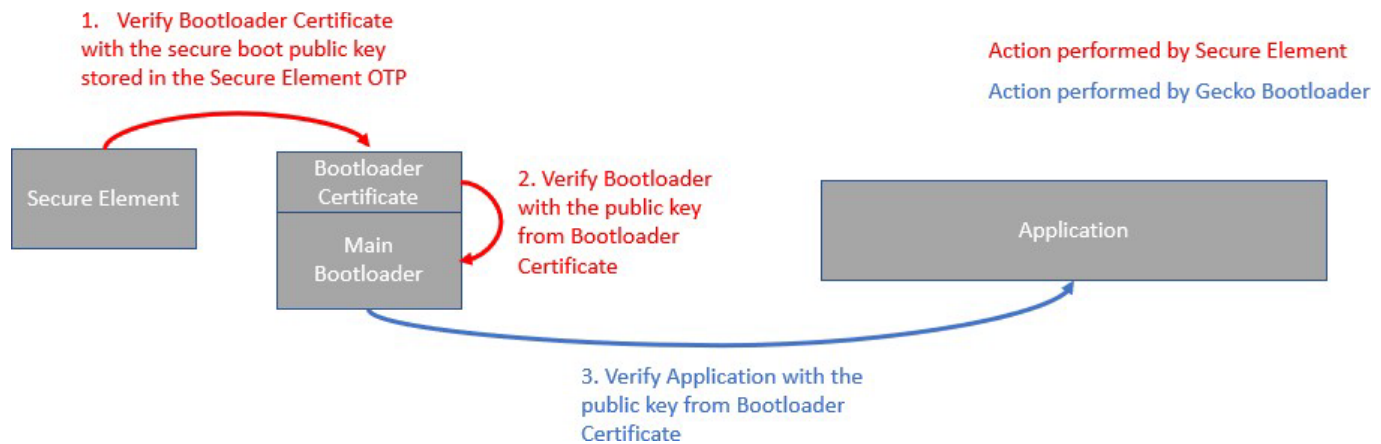 1. Verify Bootloader Certificate
with the secure boot public key
stored in the Secure Element OTP
Action performed by Secure Element
Action performed by Gecko Bootloader
Secure Element
Bootloader
Certificate
Main
Bootloader
2. Verify Bootloader
with the public key
from Bootloader
Certificate
Application
3. Verify Application with the
public key from Bootloader
Certificate